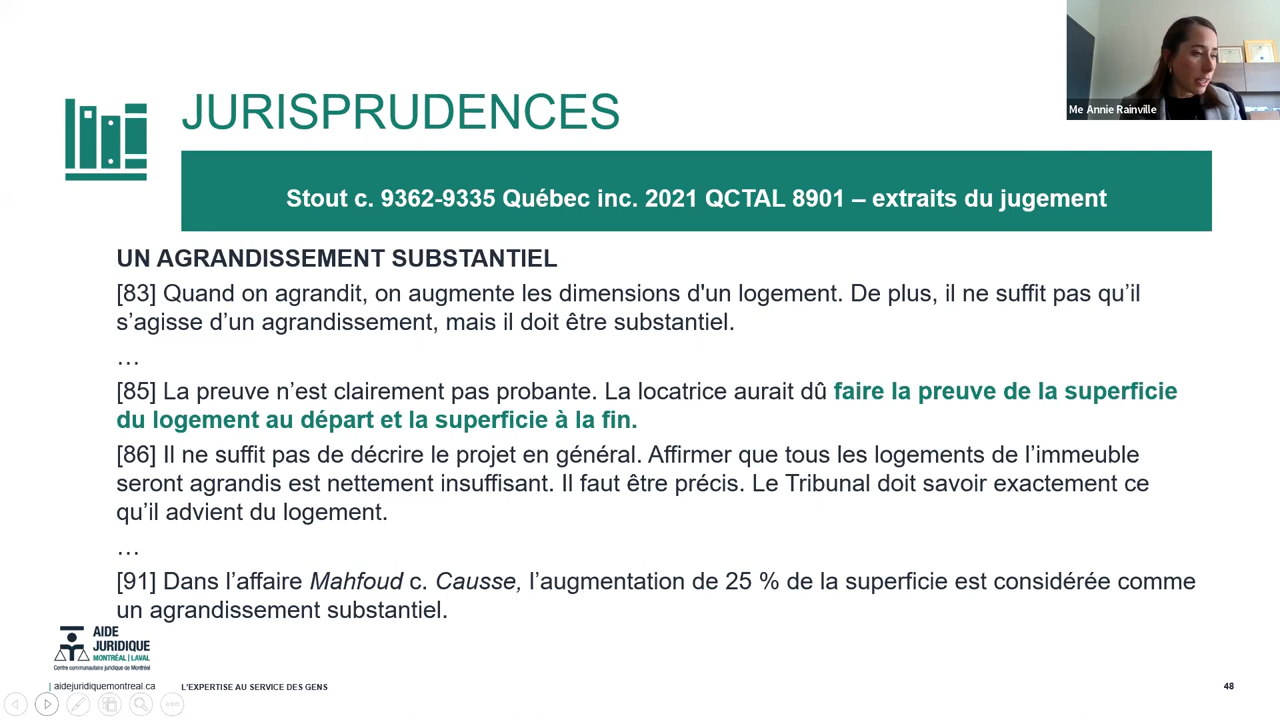 Me Annie Rainville
JURISPRUDENCES
Stout c. 9362-9335 Québec inc. 2021 QCTAL 8901 – extraits du jugement
UN AGRANDISSEMENT SUBSTANTIEL
[83] Quand on agrandit, on augmente les dimensions d'un logement. De plus, il ne suffit pas qu’il
s’agisse d’un agrandissement, mais il doit être substantiel.
…
[85] La preuve n’est clairement pas probante. La locatrice aurait dû faire la preuve de la superficie
du logement au départ et la superficie à la fin.
[86] Il ne suffit pas de décrire le projet en général. Affirmer que tous les logements de l’immeuble
seront agrandis est nettement insuffisant. Il faut être précis. Le Tribunal doit savoir exactement ce
qu’il advient du logement.
…
[91] Dans l’affaire Mahfoud c. Causse, l’augmentation de 25 % de la superficie est considérée comme
un agrandissement substantiel.
AIDE
JURIDIQUE
MONTRÉAL | LAVAL
Centre communautaire juridique de Montréal
| aidejuridiquemontreal.ca
L'EXPERTISE AU SERVICE DES GENS
48